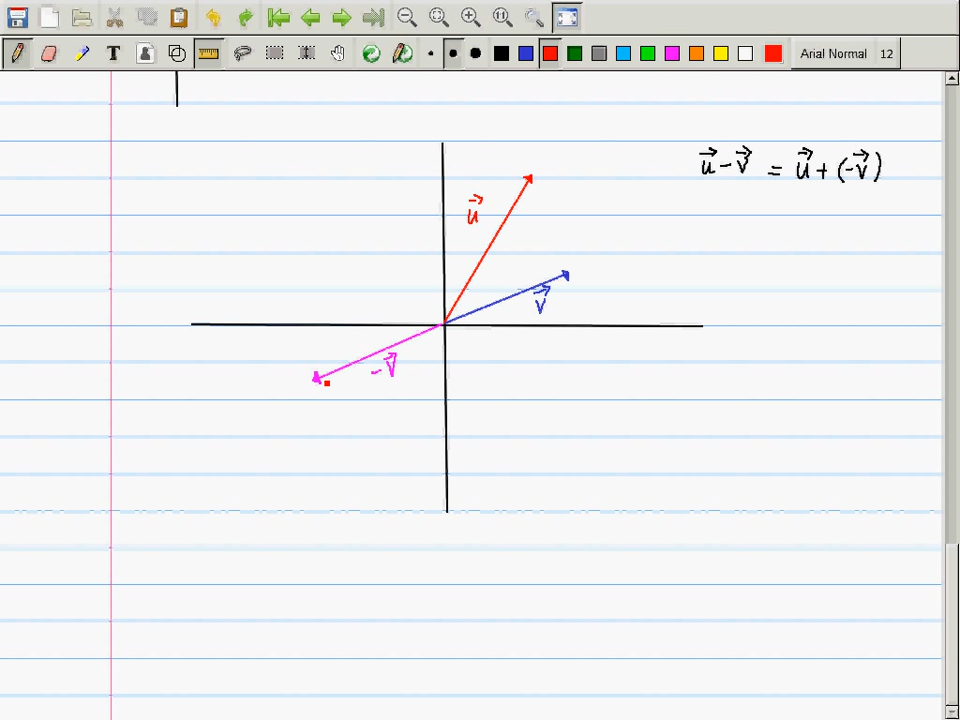 Arial Normal 12
u⃗ - v⃗ = u⃗ + (-v⃗)
u⃗
v⃗
-v⃗